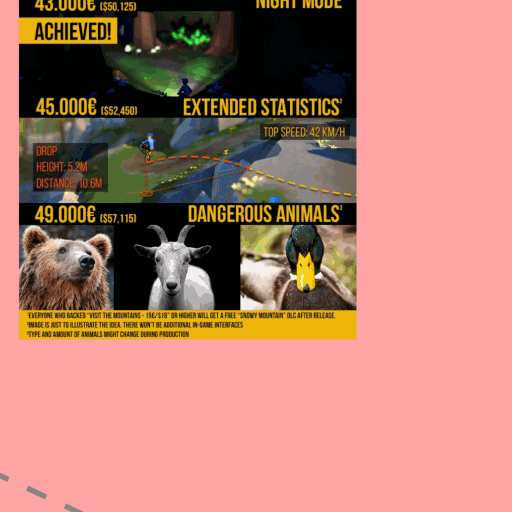 43.000€ ($50,125) NIGHT MODE
ACHIEVED!
45.000€ ($52,450) EXTENDED STATISTICS²
TOP SPEED: 42 KM/H
DROP
HEIGHT: 5.2M
DISTANCE: 10.6M
49.000€ ($57,115) DANGEROUS ANIMALS³
¹EVERYONE WHO BACKED "VISIT THE MOUNTAINS - 15€/$18" OR HIGHER WILL GET A FREE "SNOWY MOUNTAIN" DLC AFTER RELEASE.
²IMAGE IS JUST TO ILLUSTRATE THE IDEA. THERE WON'T BE ADDITIONAL IN-GAME INTERFACES
³TYPE AND AMOUNT OF ANIMALS MIGHT CHANGE DURING PRODUCTION